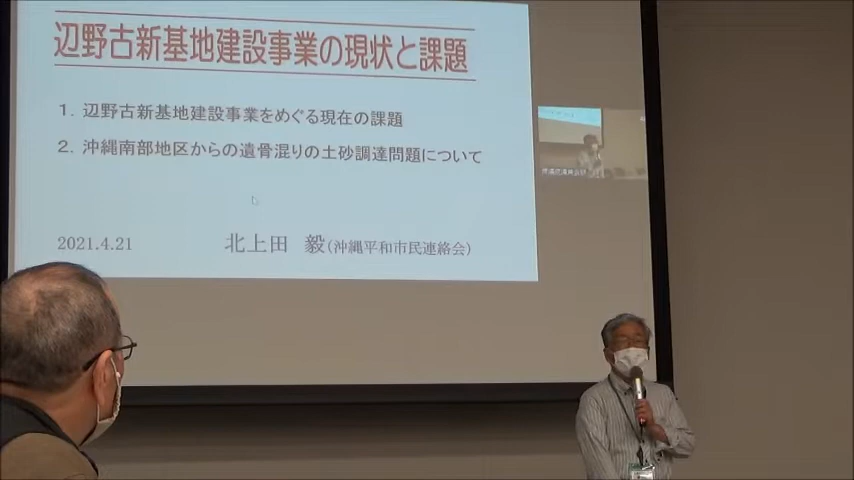 辺野古新基地建設事業の現状と課題
1. 辺野古新基地建設事業をめぐる現在の課題
2. 沖縄南部地区からの遺骨混りの土砂調達問題について
2021.4.21
北上田 毅(沖縄平和市民連絡会)